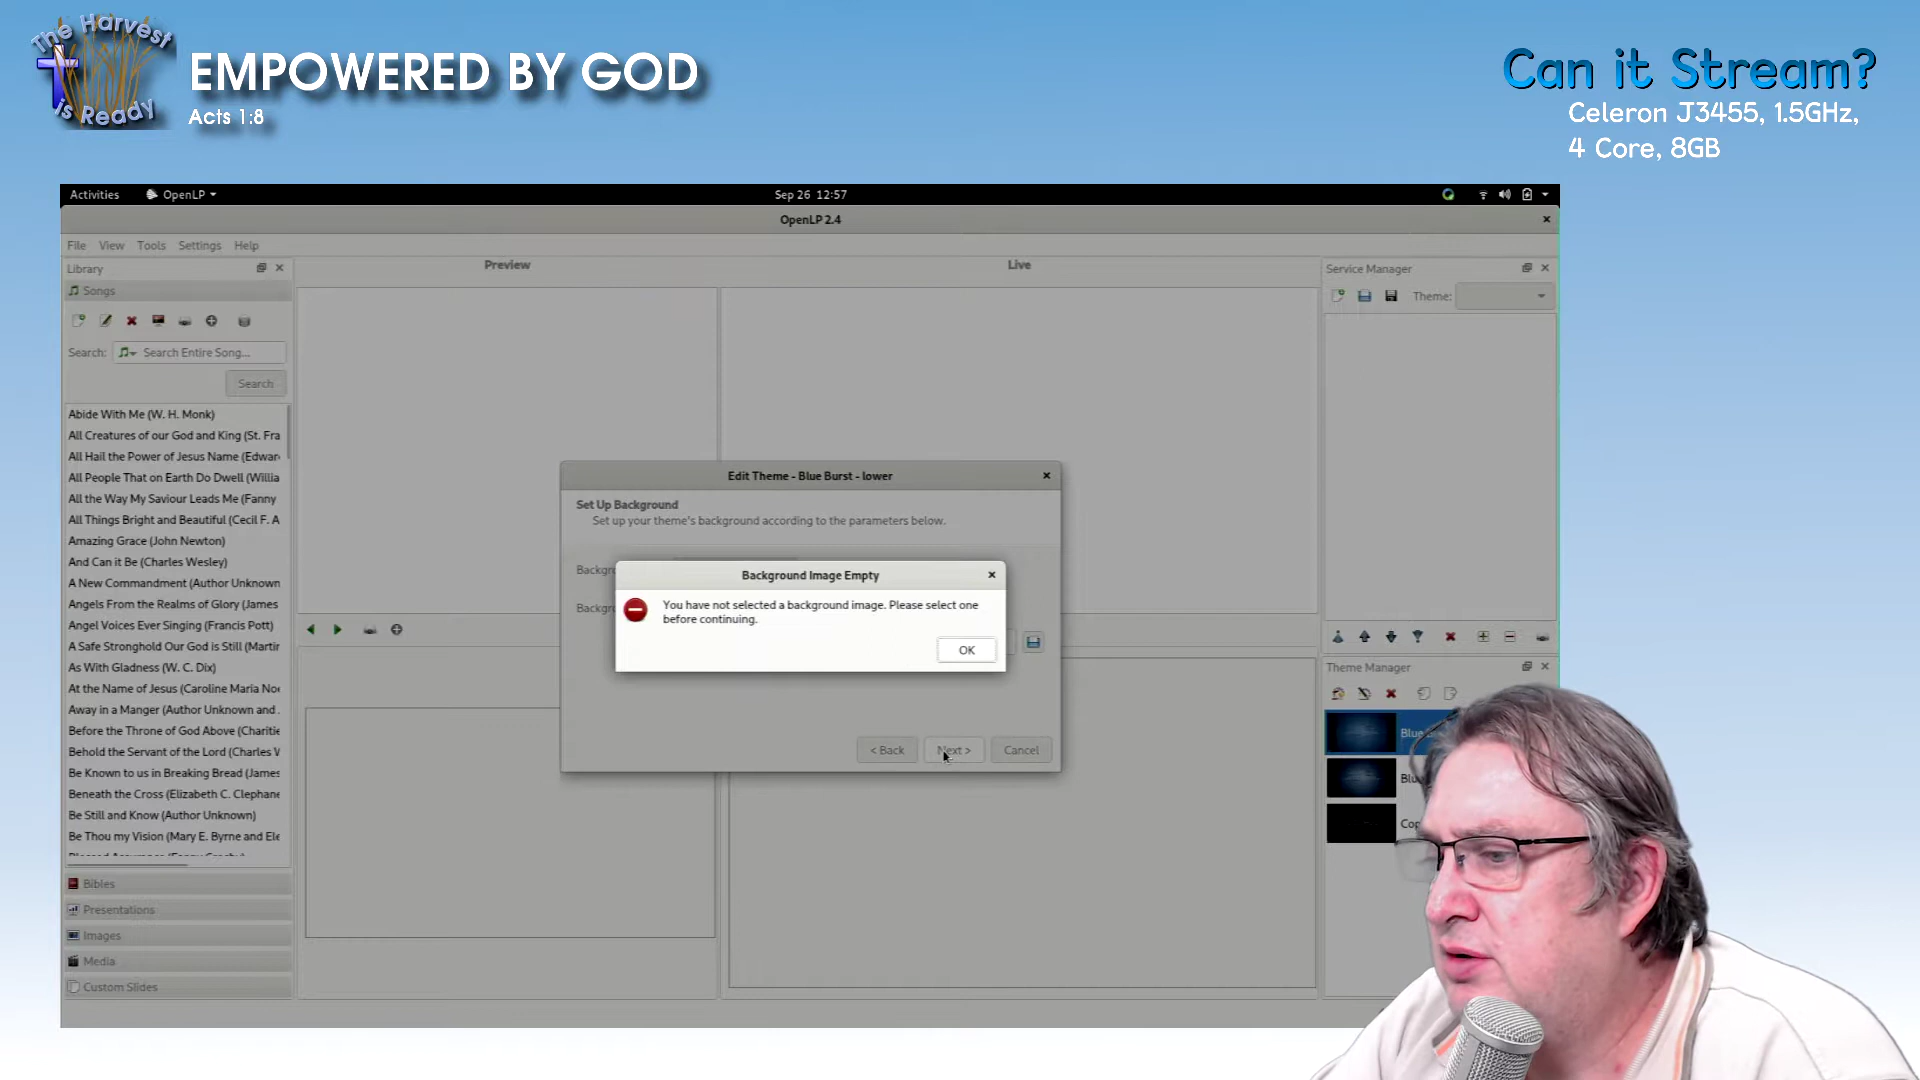 The Harvest
is Ready
EMPOWERED BY GOD
Acts 1:8
Can it Stream?
Celeron J3455, 1.5GHz,
4 Core, 8GB
Activities
OpenLP
Sep 26 12:57
OpenLP 2.4
File View Tools Settings Help
Library
Songs
Search: Search Entire Song...
Search
Abide With Me (W. H. Monk)
All Creatures of our God and King (St. Fra
All Hail the Power of Jesus Name (Edwar
All People That on Earth Do Dwell (Willia
All the Way My Saviour Leads Me (Fanny
All Things Bright and Beautiful (Cecil F. A
Amazing Grace (John Newton)
And Can it Be (Charles Wesley)
A New Commandment (Author Unknown
Angels From the Realms of Glory (James
Angel Voices Ever Singing (Francis Pott)
A Safe Stronghold Our God is Still (Martin
As With Gladness (W. C. Dix)
At the Name of Jesus (Caroline Maria Noe
Away in a Manger (Author Unknown and
Before the Throne of God Above (Charitie
Behold the Servant of the Lord (Charles W
Be Known to us in Breaking Bread (James
Beneath the Cross (Elizabeth C. Clephane
Be Still and Know (Author Unknown)
Be Thou my Vision (Mary E. Byrne and Ele
Bibles
Presentations
Images
Media
Custom Slides
Preview
Live
Edit Theme - Blue Burst - lower
Set Up Background
Set up your theme's background according to the parameters below.
Backgro
Backgro
Background Image Empty
You have not selected a background image. Please select one
before continuing.
OK
< Back
Next >
Cancel
Service Manager
Theme:
Theme Manager
Blue
Blu
Cop